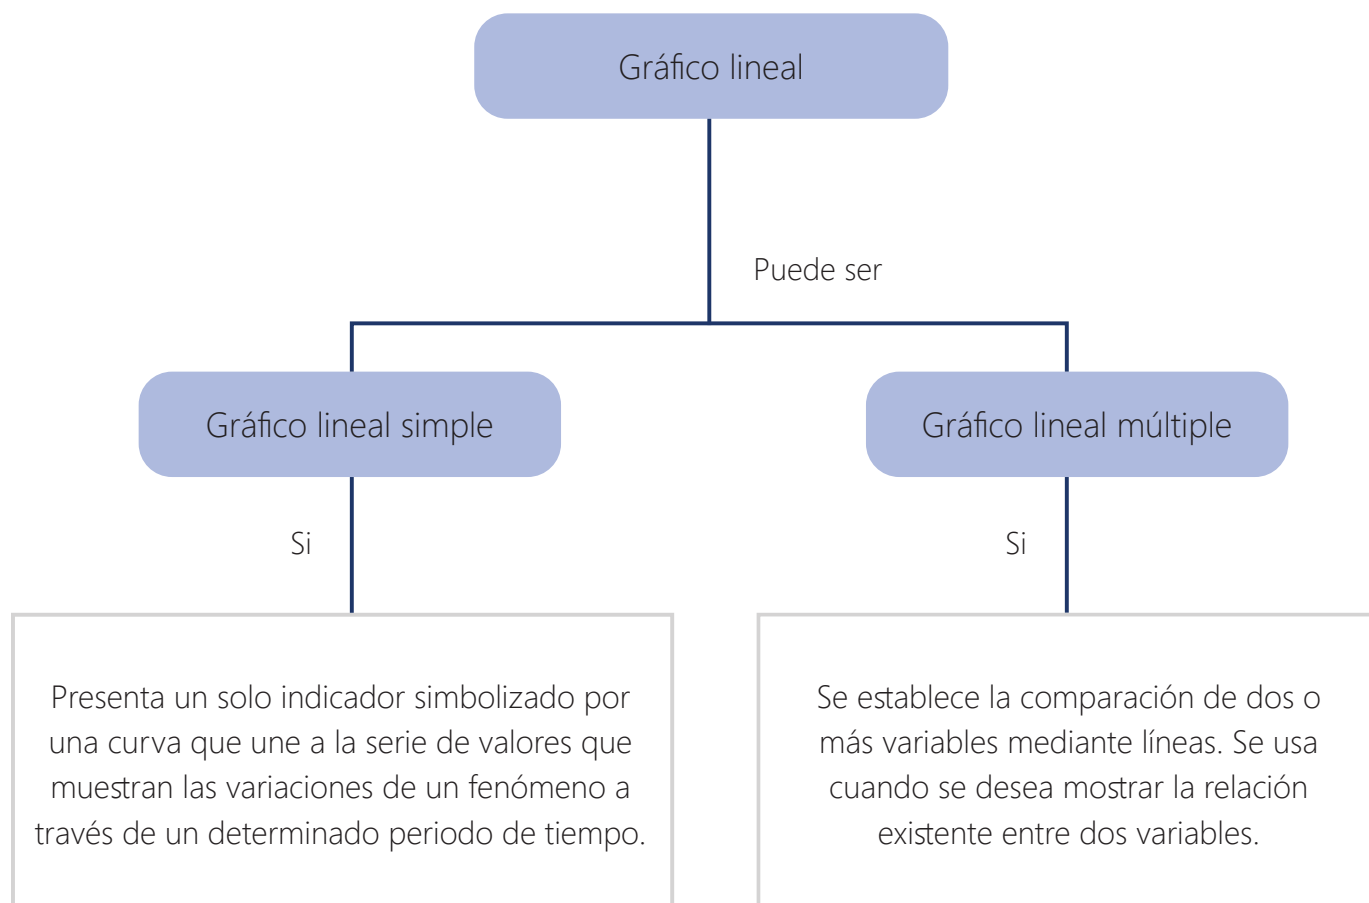 Gráfico lineal
Puede ser
Gráfico lineal simple
Gráfico lineal múltiple
Si
Si
Presenta un solo indicador simbolizado por
una curva que une a la serie de valores que
muestran las variaciones de un fenómeno a
través de un determinado periodo de tiempo.
Se establece la comparación de dos o
más variables mediante líneas. Se usa
cuando se desea mostrar la relación
existente entre dos variables.